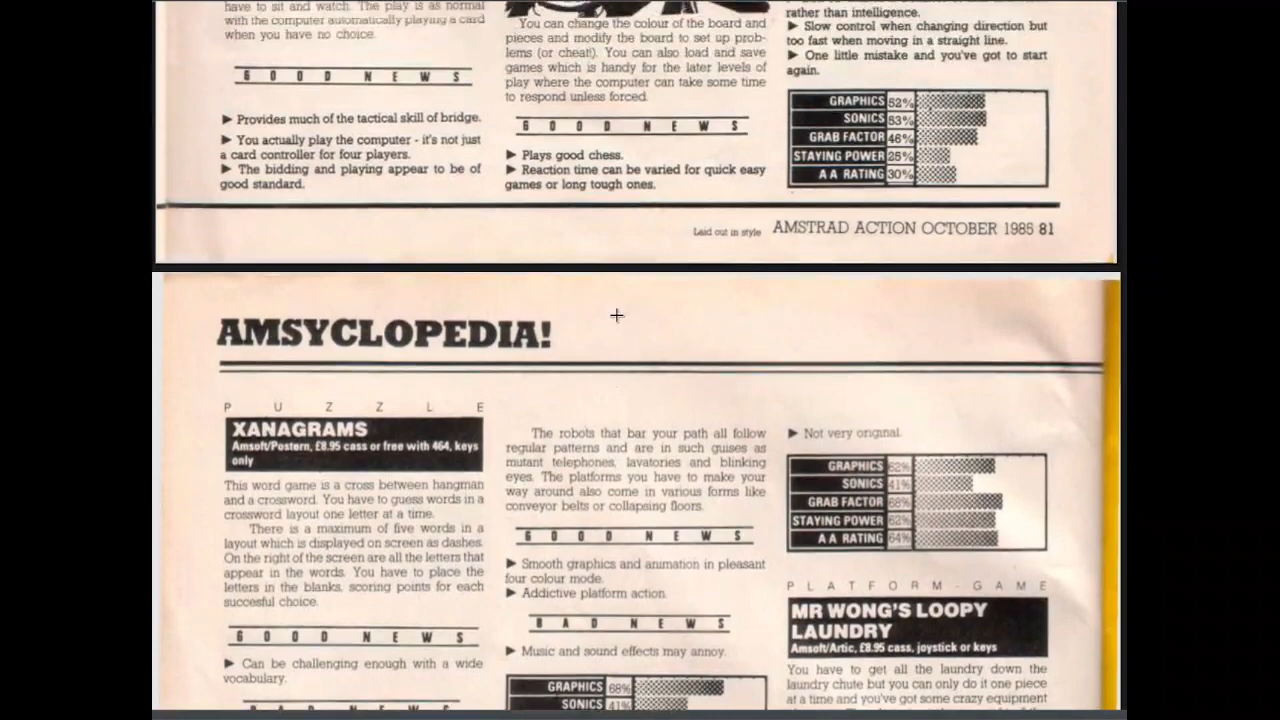 have to sit and watch. The play is as normal
with the computer automatically playing a card
when you have no choice.
GOOD NEWS
▶ Provides much of the tactical skill of bridge.
▶ You actually play the computer - it's not just
a card controller for four players.
▶ The bidding and playing appear to be of
good standard.
You can change the colour of the board and
pieces and modify the board to set up prob-
lems (or cheat!). You can also load and save
games which is handy for the later levels of
play where the computer can take some time
to respond unless forced.
GOOD NEWS
▶ Plays good chess.
▶ Reaction time can be varied for quick easy
games or long tough ones.
rather than intelligence.
▶ Slow control when changing direction but
too fast when moving in a straight line.
▶ One little mistake and you've got to start
again.
GRAPHICS 52%
SONICS 53%
GRAB FACTOR 46%
STAYING POWER 25%
AA RATING 30%
Laid out in style AMSTRAD ACTION OCTOBER 1985 81
AMSYCLOPEDIA!
PUZZLE
XANAGRAMS
Amsoft/Postern, £8.95 cass or free with 464, keys
only
This word game is a cross between hangman
and a crossword. You have to guess words in a
crossword layout one letter at a time.
There is a maximum of five words in a
layout which is displayed on screen as dashes.
On the right of the screen are all the letters that
appear in the words. You have to place the
letters in the blanks, scoring points for each
succesful choice.
GOOD NEWS
▶ Can be challenging enough with a wide
vocabulary.
The robots that bar your path all follow
regular patterns and are in such guises as
mutant telephones, lavatories and blinking
eyes. The platforms you have to make your
way around also come in various forms like
conveyor belts or collapsing floors.
GOOD NEWS
▶ Smooth graphics and animation in pleasant
four colour mode.
▶ Addictive platform action.
BAD NEWS
▶ Music and sound effects may annoy.
GRAPHICS 68%
SONICS 41%
▶ Not very original.
GRAPHICS 62%
SONICS 41%
GRAB FACTOR 68%
STAYING POWER 62%
AA RATING 64%
PLATFORM-GAME
MR WONG'S LOOPY
LAUNDRY
Amsoft/Artic, £8.95 cass, joystick or keys
You have to get all the laundry down the
laundry chute but you can only do it one piece
at a time and you've got some crazy equipment